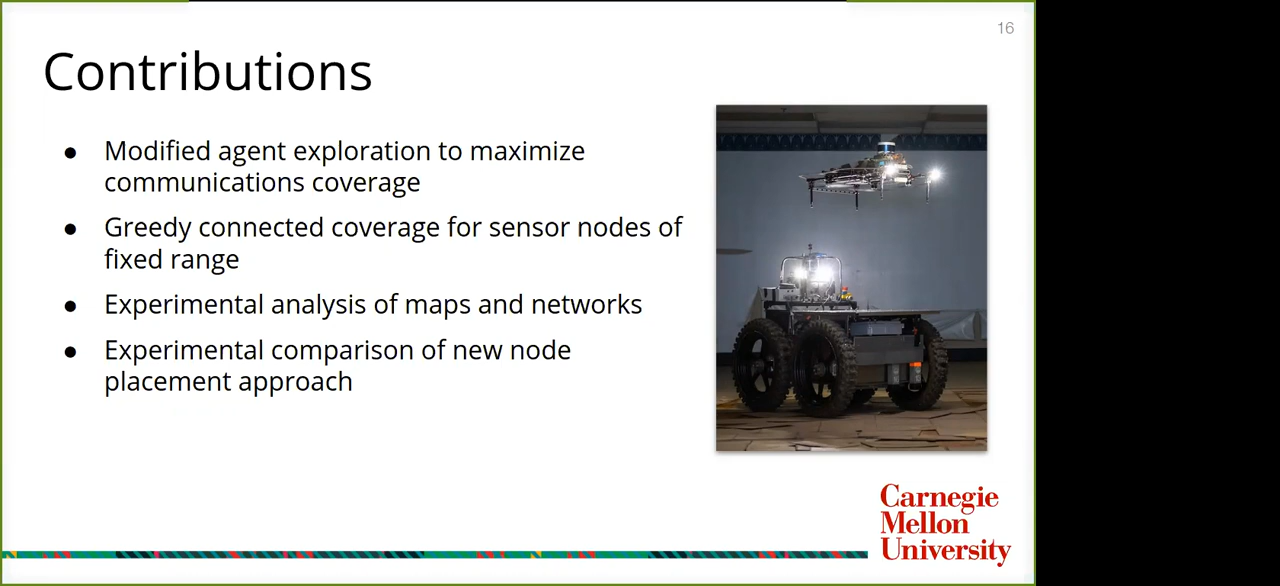 16
Contributions
● Modified agent exploration to maximize
communications coverage
● Greedy connected coverage for sensor nodes of
fixed range
● Experimental analysis of maps and networks
● Experimental comparison of new node
placement approach
Carnegie
Mellon
University